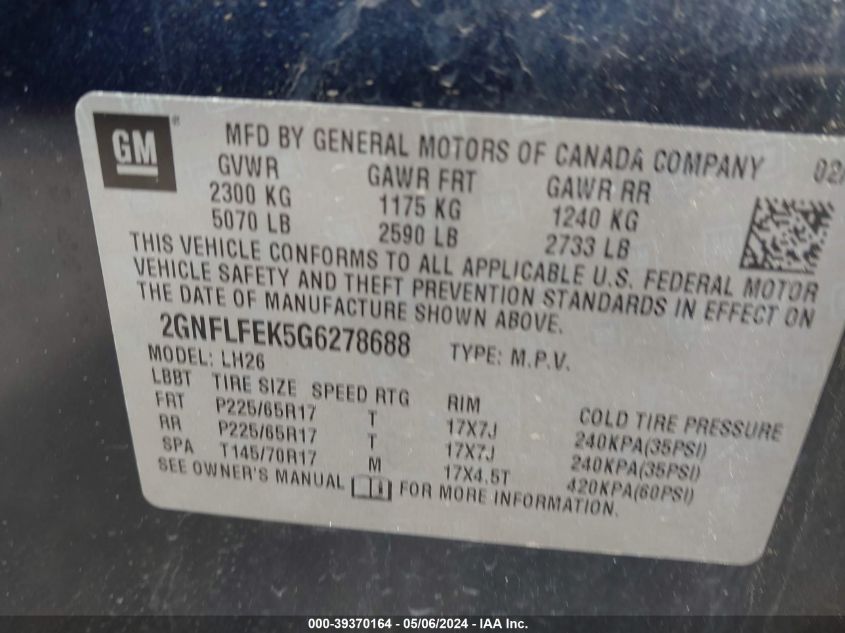 GM ®
MFD BY GENERAL MOTORS OF CANADA COMPANY 02/
GVWR GAWR FRT GAWR RR
2300 KG 1175 KG 1240 KG
5070 LB 2590 LB 2733 LB
THIS VEHICLE CONFORMS TO ALL APPLICABLE U.S. FEDERAL MOTOR
VEHICLE SAFETY AND THEFT PREVENTION STANDARDS IN EFFECT ON
THE DATE OF MANUFACTURE SHOWN ABOVE.
2GNFLFEK5G6278688 TYPE: M.P.V.
MODEL: LH26
LBBT TIRE SIZE SPEED RTG RIM COLD TIRE PRESSURE
FRT P225/65R17 T 17X7J 240KPA(35PSI)
RR P225/65R17 T 17X7J 240KPA(35PSI)
SPA T145/70R17 M 17X4.5T 420KPA(60PSI)
SEE OWNER'S MANUAL FOR MORE INFORMATION.
000-39370164 - 05/06/2024 - IAA Inc.